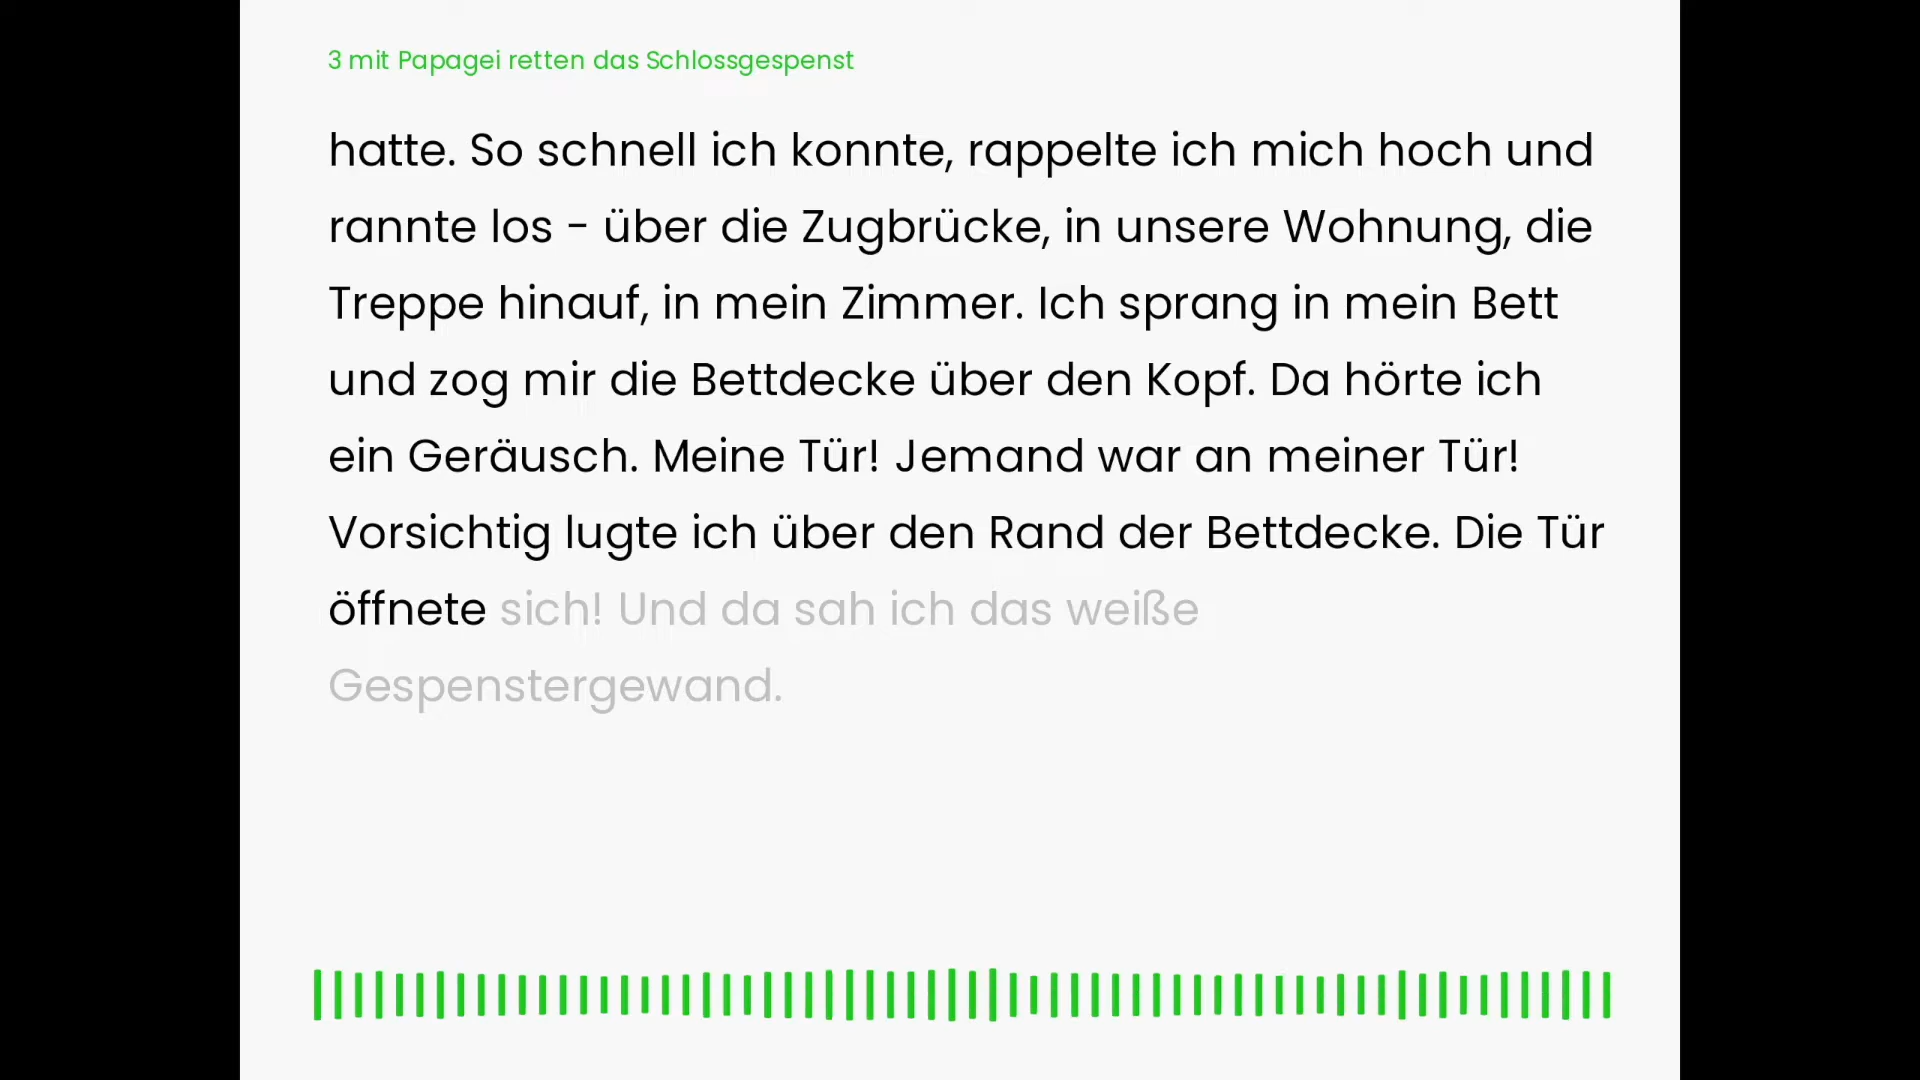 3 mit Papagei retten das Schlossgespenst
hatte. So schnell ich konnte, rappelte ich mich hoch und
rannte los - über die Zugbrücke, in unsere Wohnung, die
Treppe hinauf, in mein Zimmer. Ich sprang in mein Bett
und zog mir die Bettdecke über den Kopf. Da hörte ich
ein Geräusch. Meine Tür! Jemand war an meiner Tür!
Vorsichtig lugte ich über den Rand der Bettdecke. Die Tür
öffnete sich! Und da sah ich das weiße
Gespenstergewand.